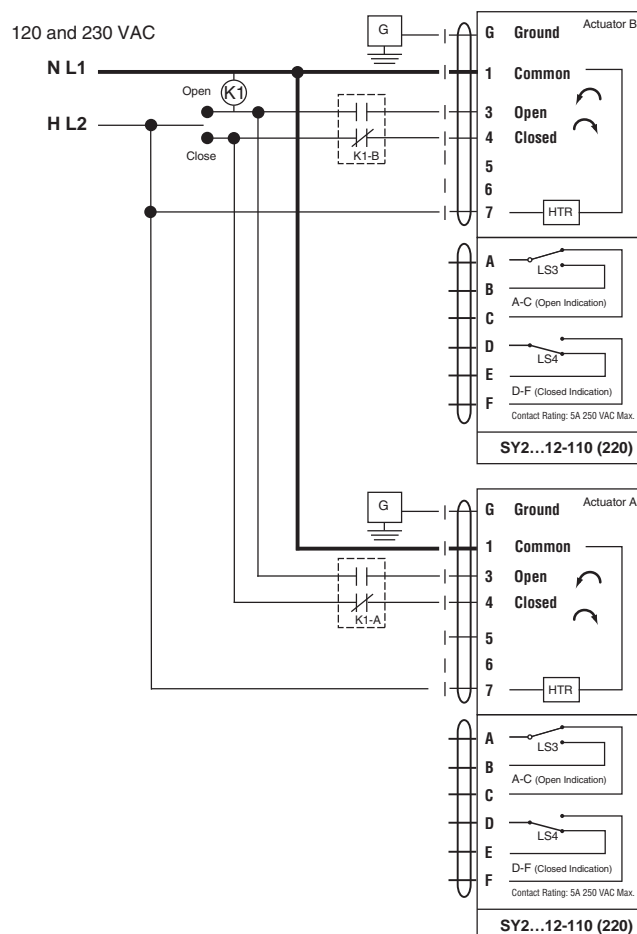 120 and 230 VAC
N L1
H L2
Open
K1
Close
K1-B
G
G Ground
Actuator B
1 Common
3 Open
4 Closed
5
6
7
HTR
A
LS3
B
A-C (Open Indication)
C
D
LS4
E
D-F (Closed Indication)
F
Contact Rating: 5A 250 VAC Max.
SY2…12-110 (220)
G
G Ground
Actuator A
1 Common
3 Open
4 Closed
K1-A
5
6
7
HTR
A
LS3
B
A-C (Open Indication)
C
D
LS4
E
D-F (Closed Indication)
F
Contact Rating: 5A 250 VAC Max.
SY2…12-110 (220)